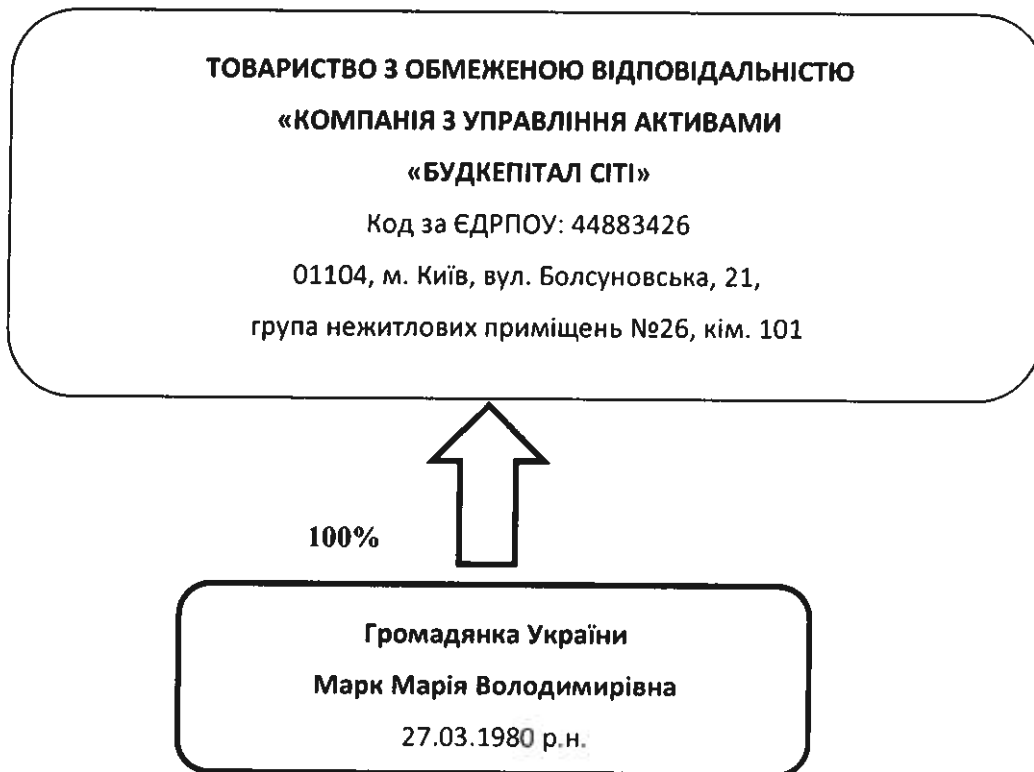 ТОВАРИСТВО З ОБМЕЖЕНОЮ ВІДПОВІДАЛЬНІСТЮ
«КОМПАНІЯ З УПРАВЛІННЯ АКТИВАМИ
«БУДКЕПІТАЛ СІТІ»
Код за ЄДРПОУ: 44883426
01104, м. Київ, вул. Болсуновська, 21,
група нежитлових приміщень №26, кім. 101
100%
Громадянка України
Марк Марія Володимирівна
27.03.1980 р.н.